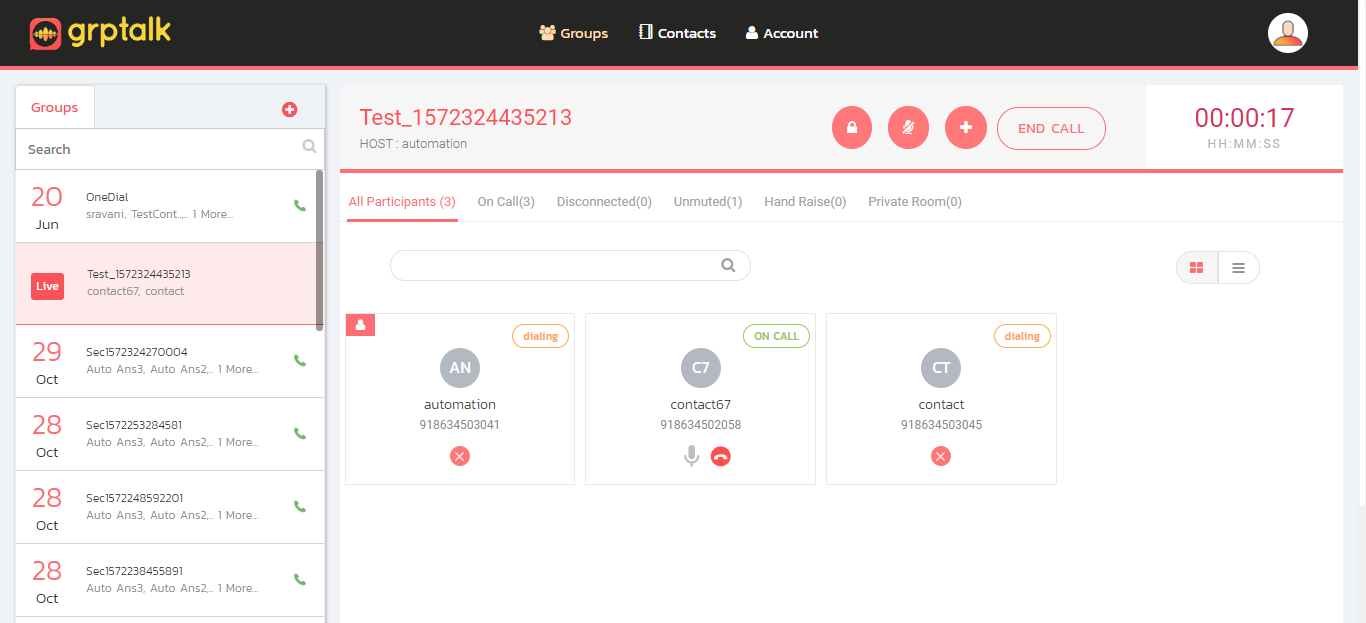 grptalk
Groups
Contacts
Account
Groups
Search
20
Jun
OneDial
sravani, TestCont..,.. 1 More...
Live
Test_1572324435213
contact67, contact
29
Oct
Sec1572324270004
Auto Ans3, Auto Ans2,.. 1 More...
28
Oct
Sec1572253284581
Auto Ans3, Auto Ans2,.. 1 More...
28
Oct
Sec1572248592201
Auto Ans3, Auto Ans2,.. 1 More...
28
Oct
Sec1572238455891
Auto Ans3, Auto Ans2,.. 1 More...
Test_1572324435213
HOST : automation
END CALL
00:00:17
HH:MM:SS
All Participants (3)
On Call(3)
Disconnected(0)
Unmuted(1)
Hand Raise(0)
Private Room(0)
dialing
AN
automation
918634503041
ON CALL
C7
contact67
918634502058
dialing
CT
contact
918634503045